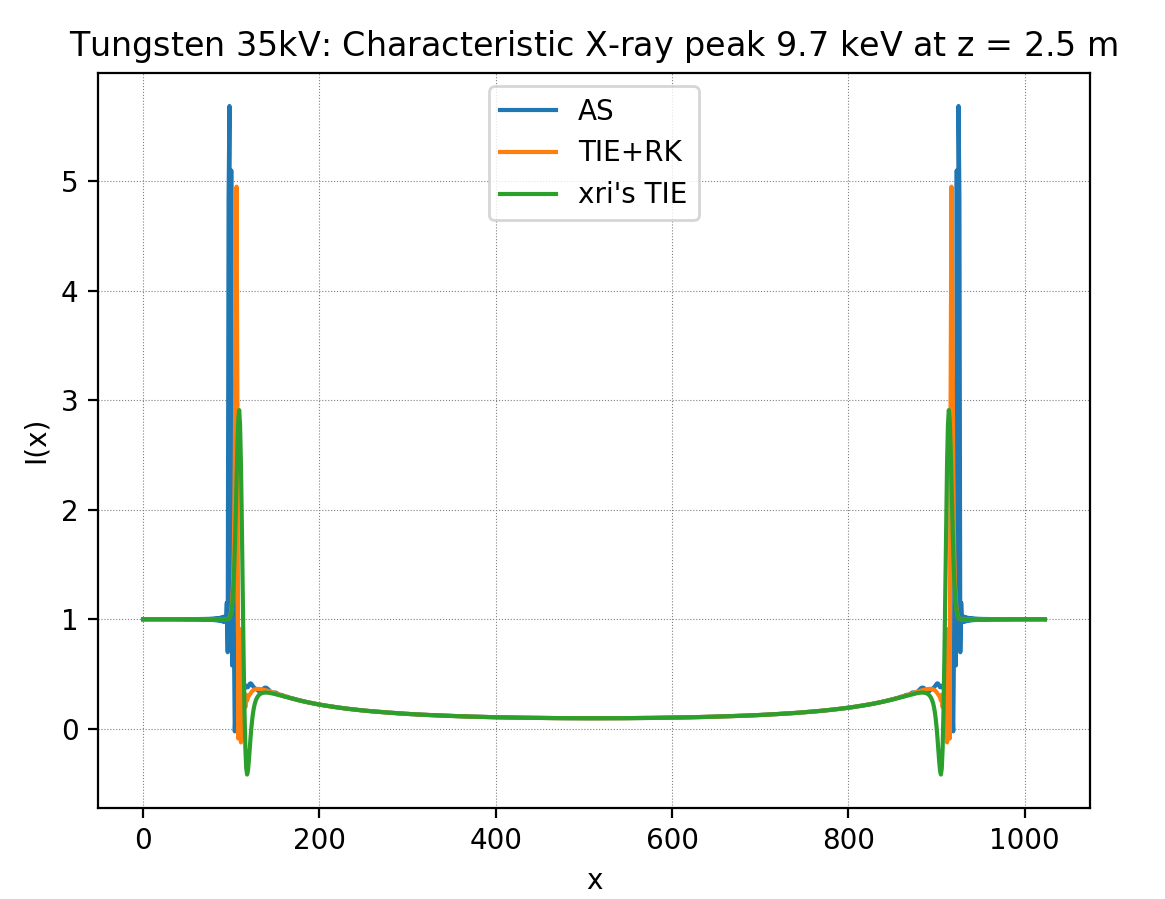 Tungsten 35kV: Characteristic X-ray peak 9.7 keV at z = 2.5 m
AS
TIE+RK
xri's TIE
5
4
3
2
1
0
I(x)
0 200 400 600 800 1000
x